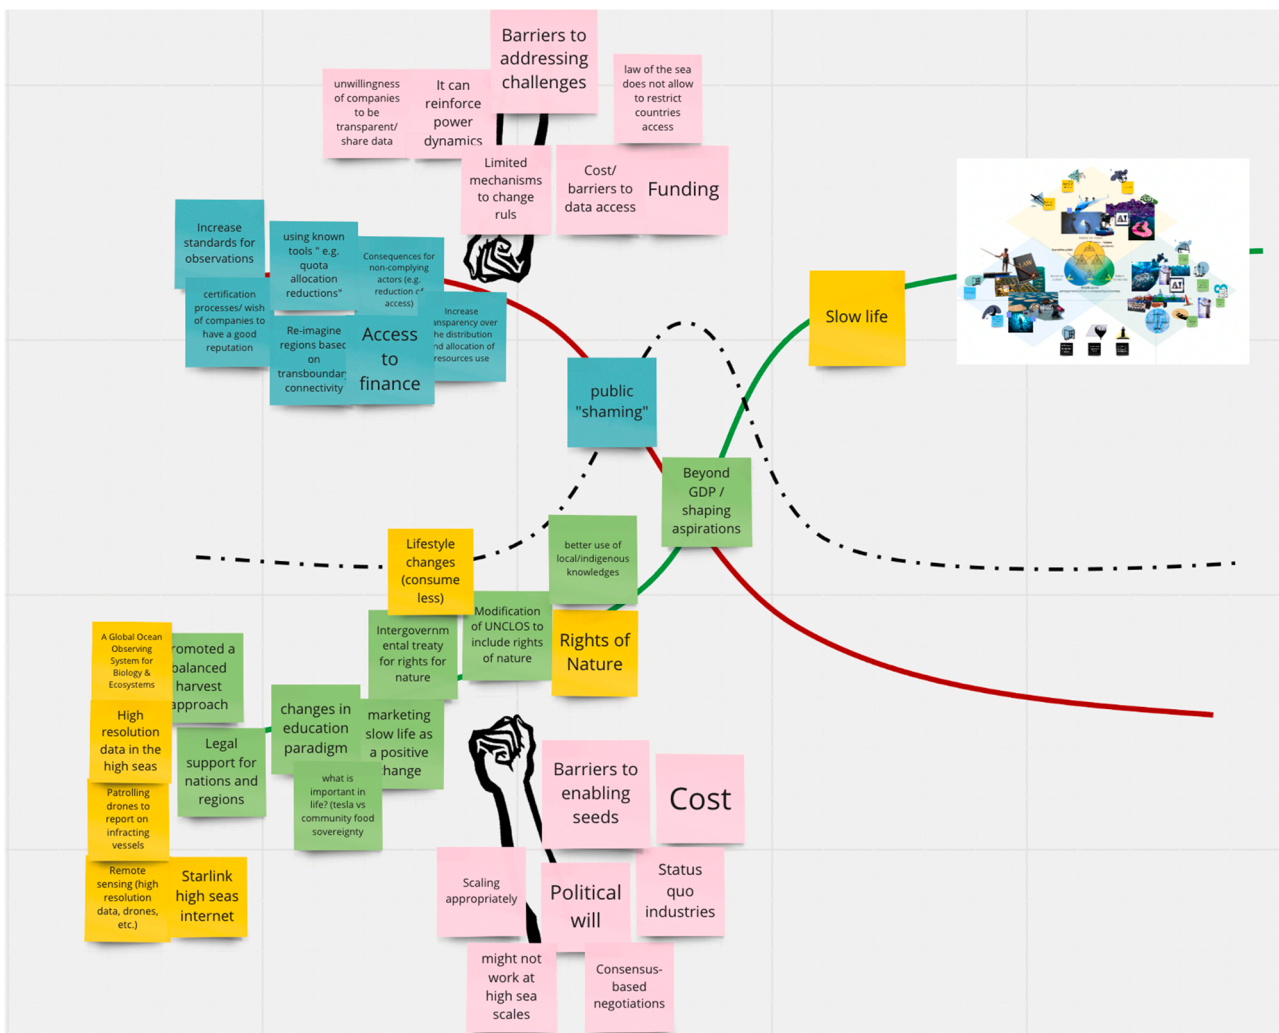 Barriers to
addressing
challenges
unwillingness
of companies
to be
transparent/
share data
It can
reinforce
power
dynamics
law of the sea
does not allow
to restrict
countries
access
Limited
mechanisms
to change
ruls
Cost/
barriers to
data access
Funding
Increase
standards for
observations
using known
tools " e.g.
quota
allocation
reductions"
Consequences for
non-complying
actors (e.g.
reduction of
access)
certification
processes/ wish
of companies to
have a good
reputation
Re-imagine
regions based
on
transboundary
connectivity
Access
to
finance
Increase
transparency over
the distribution
and allocation of
resources use
public
"shaming"
Slow life
AI
LAW
AI
Beyond
GDP /
shaping
aspirations
Lifestyle
changes
(consume
less)
better use of
local/indigenous
knowledges
Intergovernm
ental treaty
for rights for
nature
Modification
of UNCLOS to
include rights
of nature
Rights of
Nature
A Global Ocean
Observing
System for
Biology &
Ecosystems
romoted a
balanced
harvest
approach
High
resolution
data in the
high seas
Legal
support for
nations and
regions
changes in
education
paradigm
marketing
slow life as
a positive
change
what is
important in
life? (tesla vs
community food
sovereignty
Patrolling
drones to
report on
infracting
vessels
Remote
sensing (high
resolution
data, drones,
etc.)
Starlink
high seas
internet
Barriers to
enabling
seeds
Cost
Scaling
appropriately
Political
will
Status
quo
industries
might not
work at
high sea
scales
Consensus-
based
negotiations